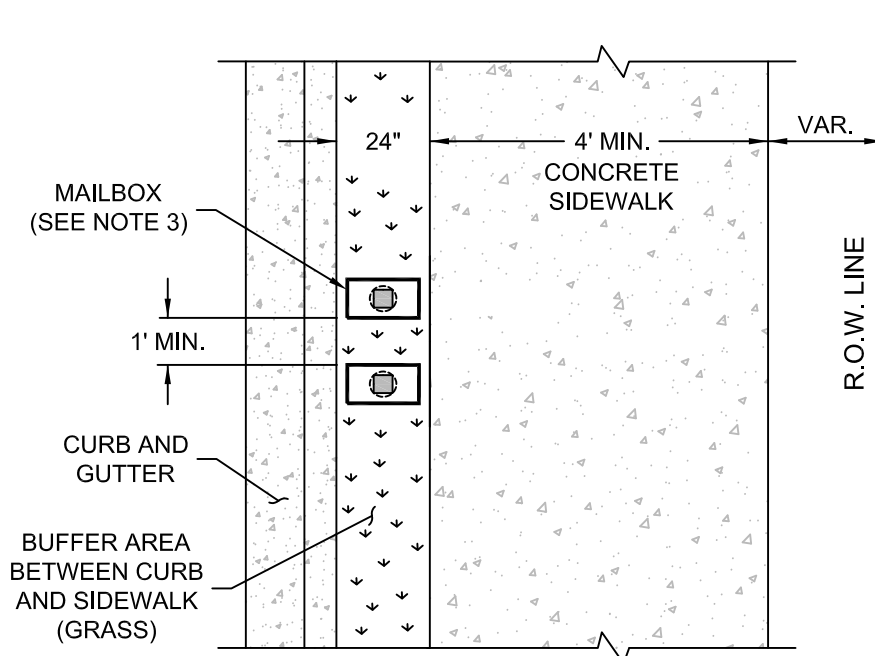 24"
4' MIN.
CONCRETE
SIDEWALK
VAR.
MAILBOX
(SEE NOTE 3)
R.O.W. LINE
1' MIN.
CURB AND
GUTTER
BUFFER AREA
BETWEEN CURB
AND SIDEWALK
(GRASS)